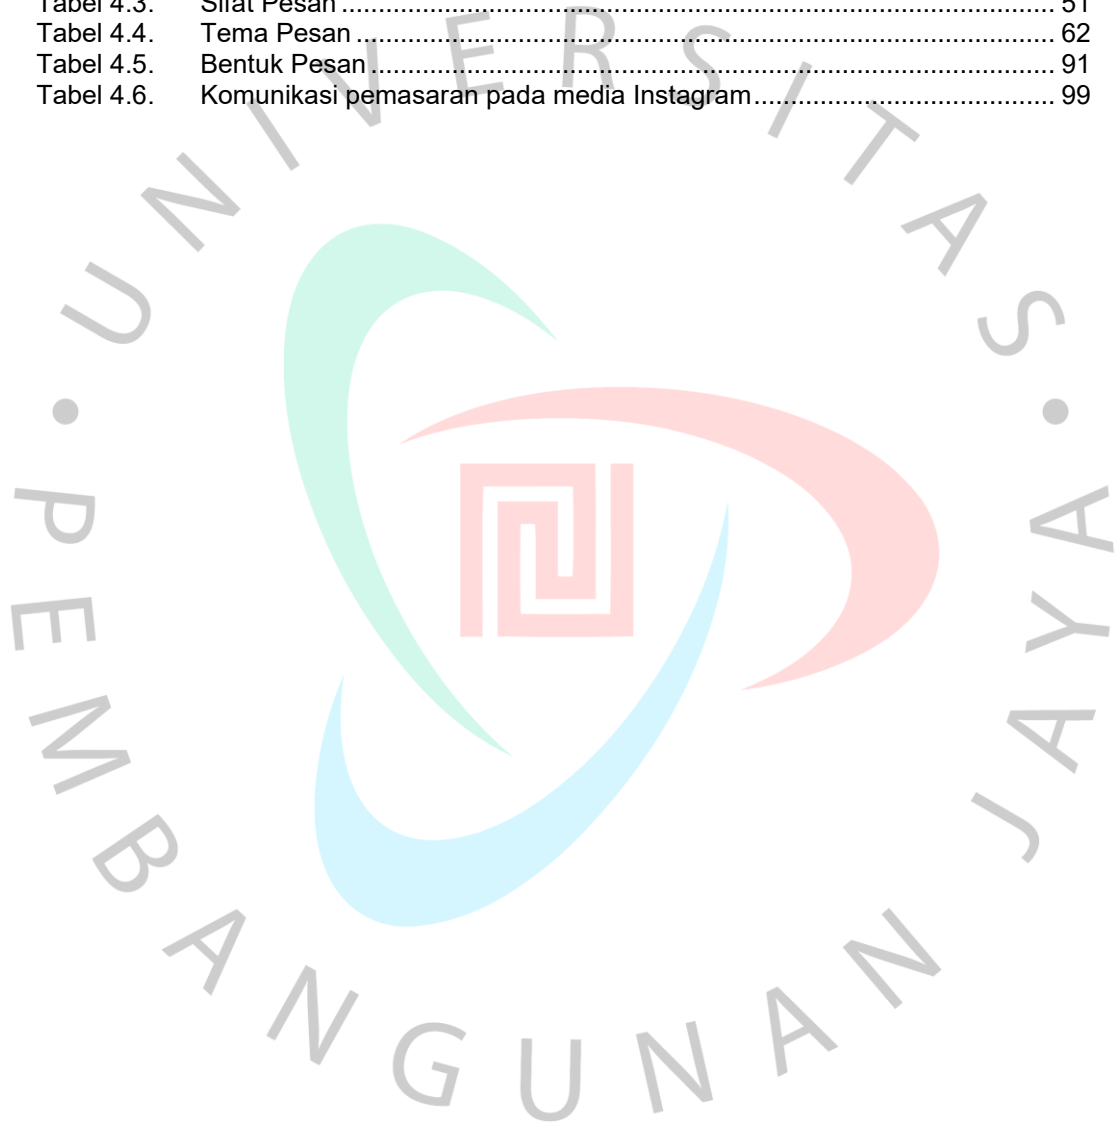 Tabel 4.3. Sifat Pesan ........................................................................................... 51
Tabel 4.4. Tema Pesan ......................................................................................... 62
Tabel 4.5. Bentuk Pesan ....................................................................................... 91
Tabel 4.6. Komunikasi pemasaran pada media Instagram ....................................... 99
UNIVERSITAS • PEMBANGUNAN JAYA •